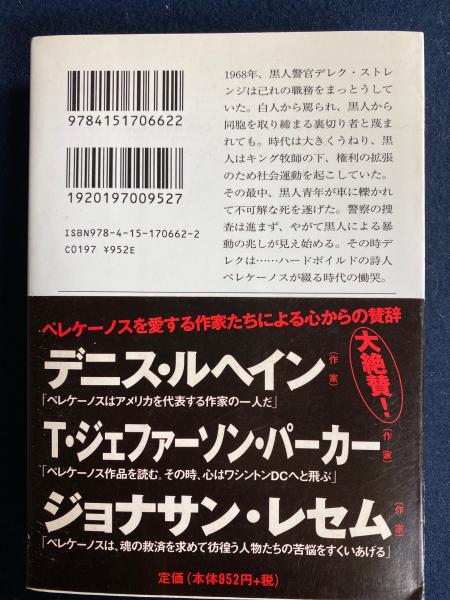 9784151706622
1920197009527
ISBN978-4-15-170662-2
C0197 ¥952E
1968年、黒人警官デレク・ストレ
ンジは己れの職務をまっとうして
いた。白人から罵られ、黒人から
同胞を取り締まる裏切り者と蔑ま
れても。時代は大きくうねり、黒
人はキング牧師の下、権利の拡張
のため社会運動を起こしていた。
その最中、黒人青年が車に轢かれ
て不可解な死を遂げた。警察の捜
査は進まず、やがて黒人による暴
動の兆しが見え始める。その時デ
レクは……ハードボイルドの詩人
ペレケーノスが綴る時代の慟哭。
ペレケーノスを愛する作家たちによる心からの賛辞
大絶賛!
デニス・ルヘイン(作家)
「ペレケーノスはアメリカを代表する作家の一人だ」
T・ジェファーソン・パーカー(作家)
「ペレケーノス作品を読む。その時、心はワシントンDCへと飛ぶ」
ジョナサン・レセム(作家)
「ペレケーノスは、魂の救済を求めて彷徨う人物たちの苦悩をすくいあげる」
定価(本体952円+税)